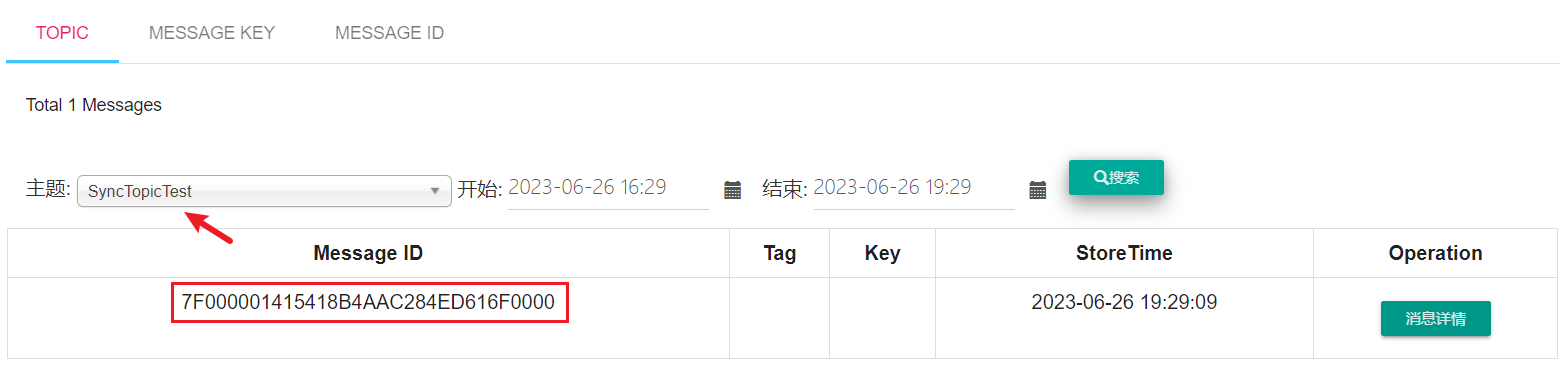 TOPIC MESSAGE KEY MESSAGE ID
Total 1 Messages
主题: SyncTopicTest 开始: 2023-06-26 16:29 结束: 2023-06-26 19:29 搜索
Message ID Tag Key StoreTime Operation
7F000001415418B4AAC284ED616F0000 2023-06-26 19:29:09 消息详情